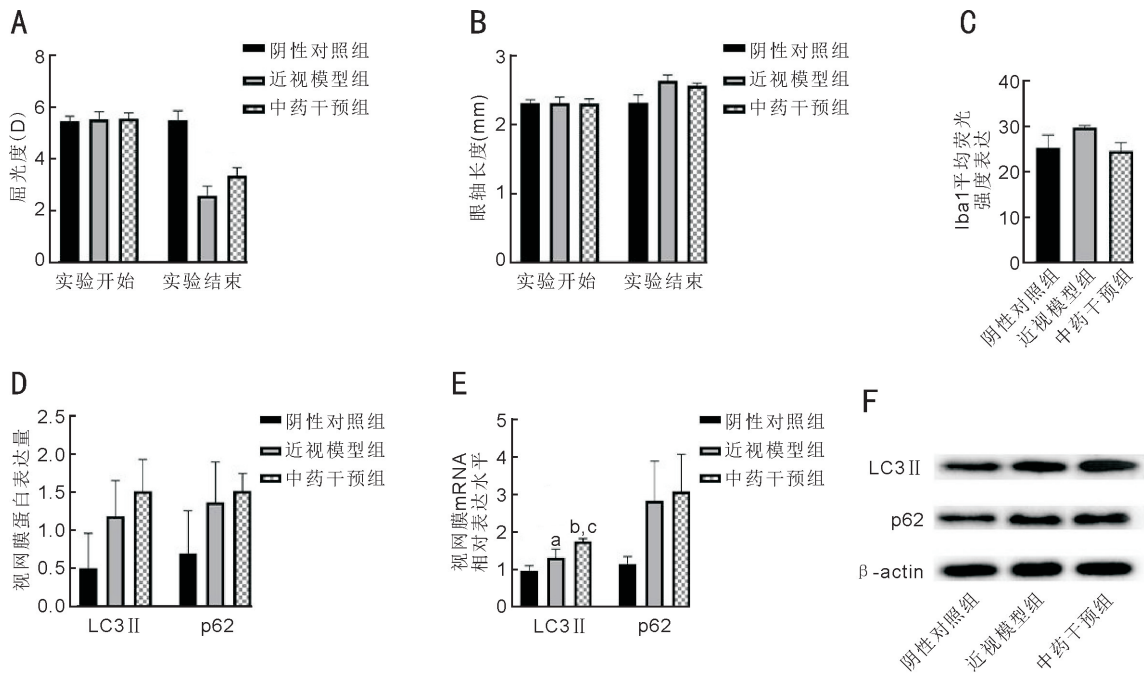 A
屈光度(D)
8
6
4
2
0
实验开始
实验结束
阴性对照组
近视模型组
中药干预组
B
眼轴长度(mm)
3
2
1
0
实验开始
实验结束
阴性对照组
近视模型组
中药干预组
C
Iba1平均荧光
强度表达
40
30
20
10
0
阴性对照组
近视模型组
中药干预组
D
视网膜蛋白表达量
2.5
2.0
1.5
1.0
0.5
0.0
LC3Ⅱ
p62
阴性对照组
近视模型组
中药干预组
E
视网膜mRNA
相对表达水平
5
4
3
2
1
0
a
b,c
LC3Ⅱ
p62
阴性对照组
近视模型组
中药干预组
F
LC3Ⅱ
p62
β-actin
阴性对照组
近视模型组
中药干预组